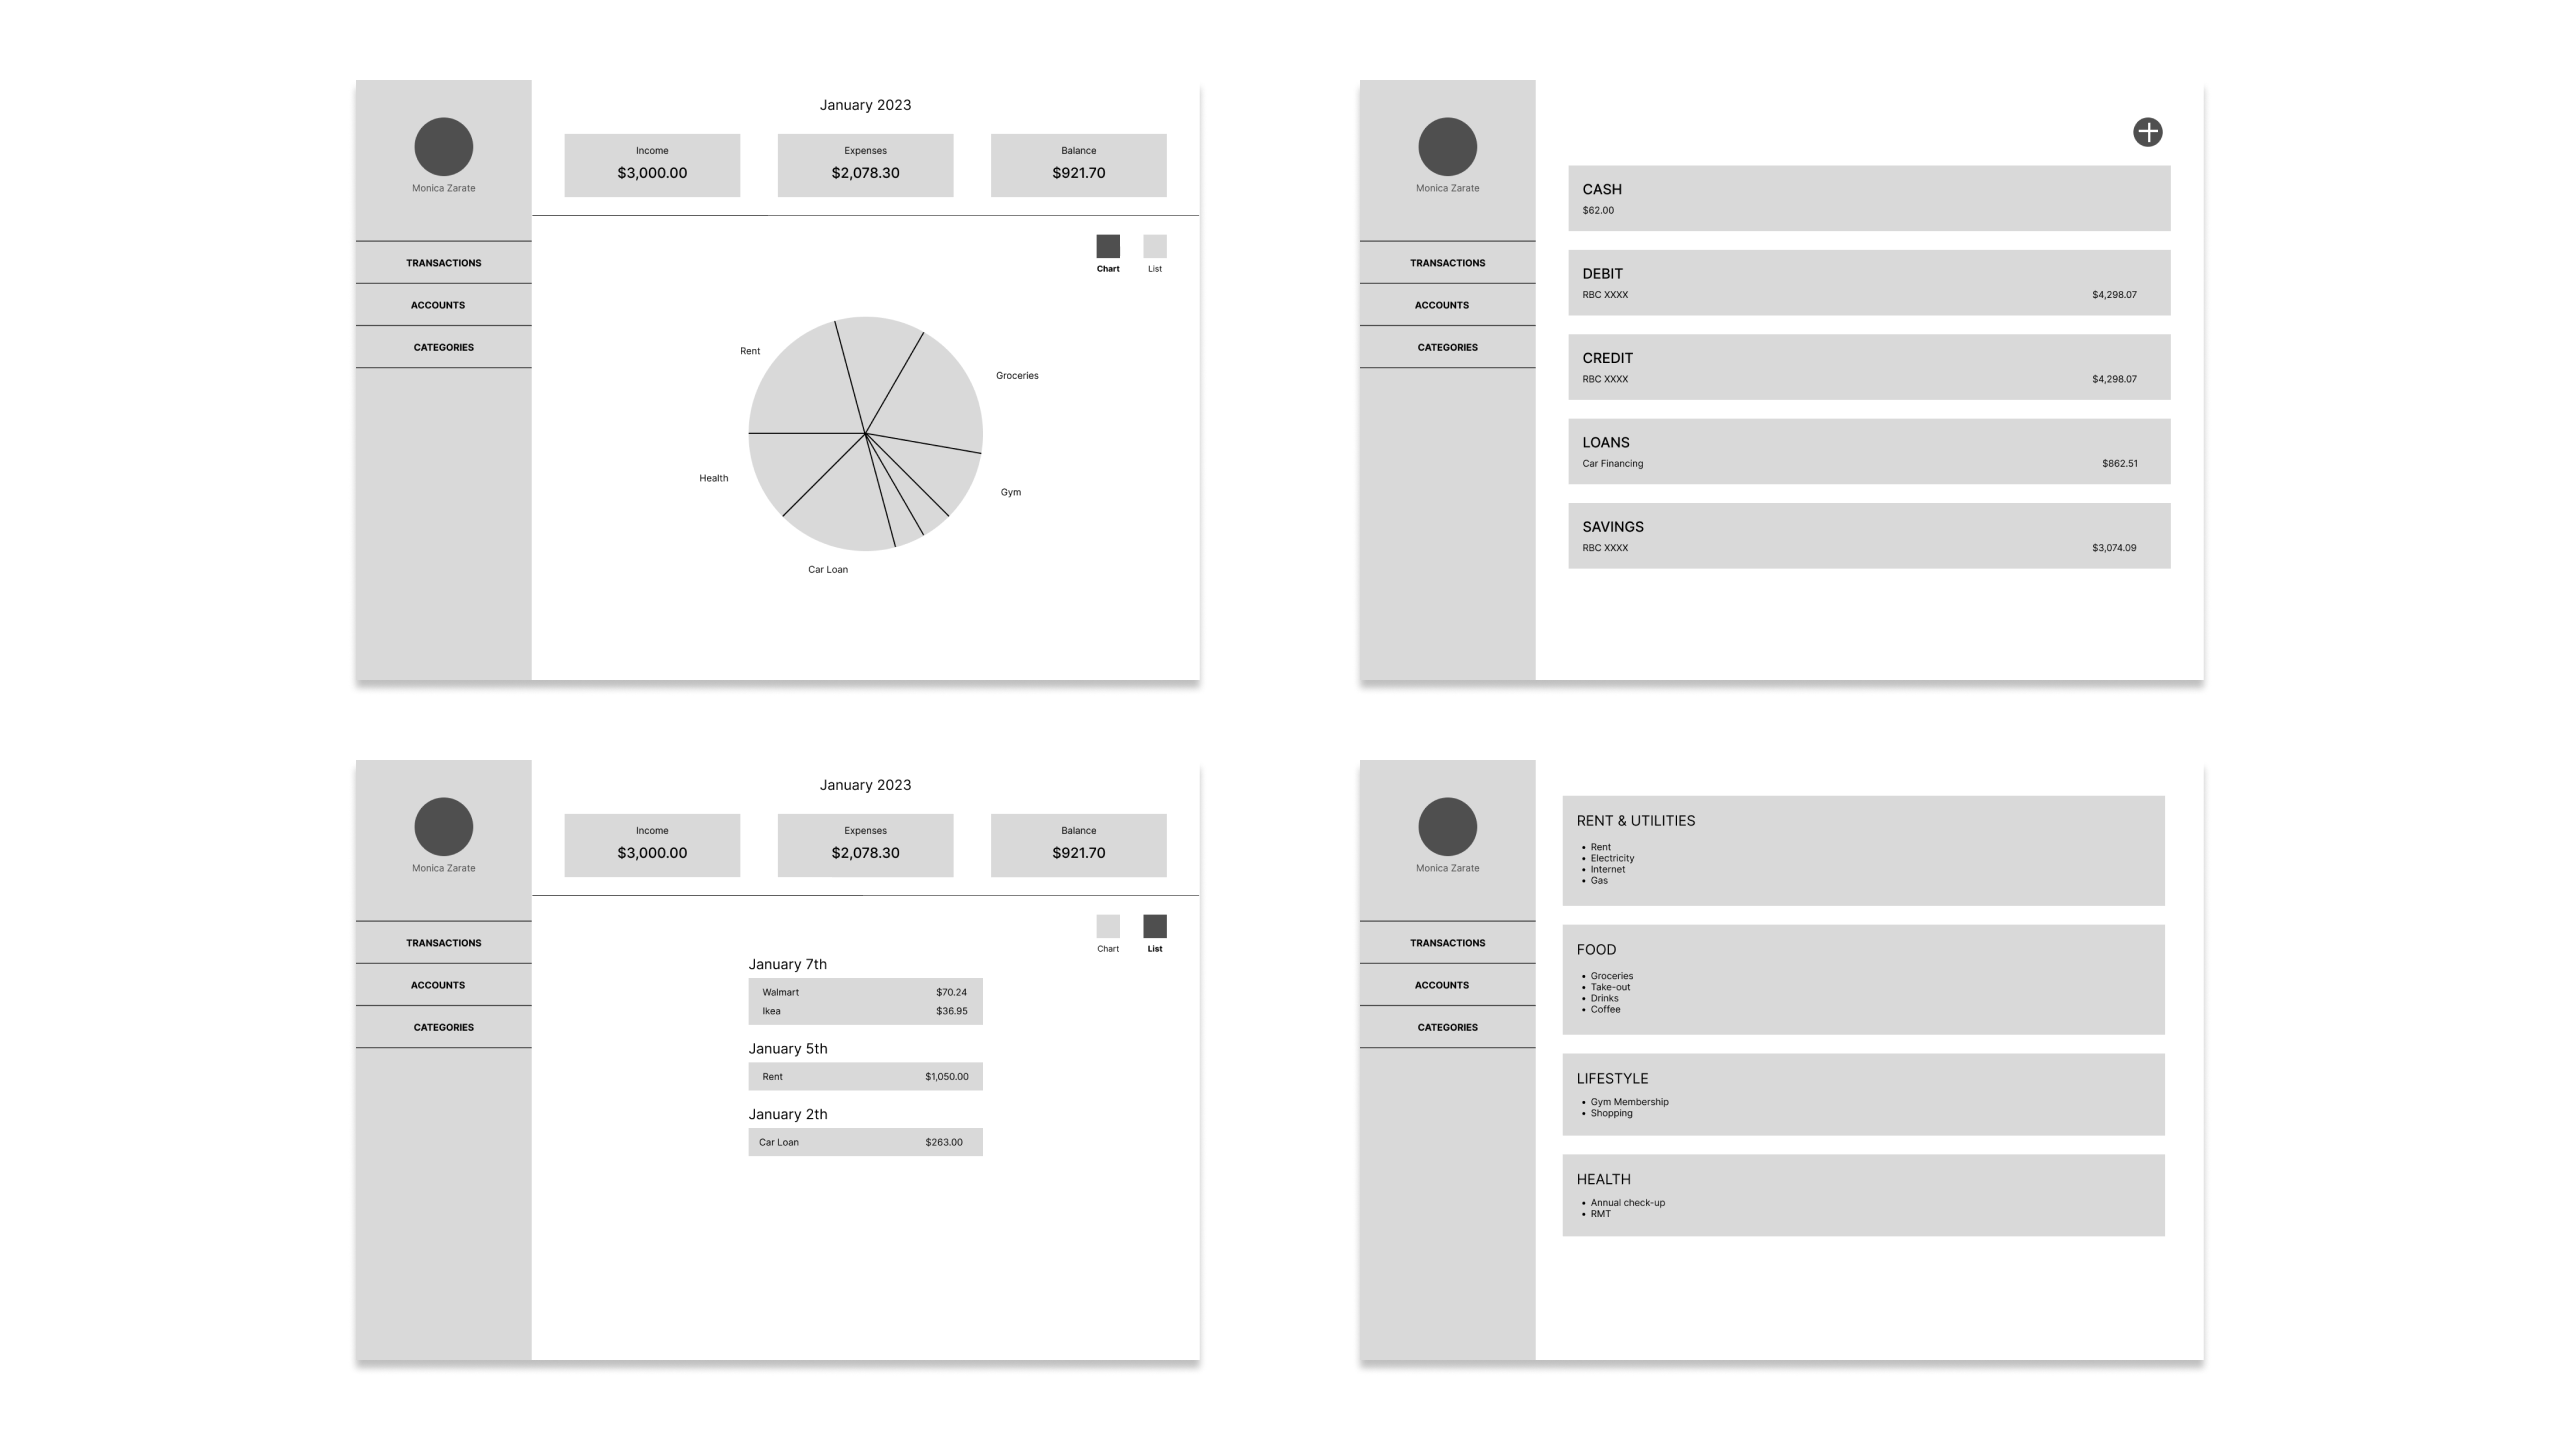 Monica Zarate
TRANSACTIONS
ACCOUNTS
CATEGORIES
January 2023
Income
$3,000.00
Expenses
$2,078.30
Balance
$921.70
Chart
List
Rent
Groceries
Health
Gym
Car Loan
Monica Zarate
TRANSACTIONS
ACCOUNTS
CATEGORIES
CASH
$62.00
DEBIT
RBC XXXX $4,298.07
CREDIT
RBC XXXX $4,298.07
LOANS
Car Financing $862.51
SAVINGS
RBC XXXX $3,074.09
Monica Zarate
TRANSACTIONS
ACCOUNTS
CATEGORIES
January 2023
Income
$3,000.00
Expenses
$2,078.30
Balance
$921.70
Chart
List
January 7th
Walmart $70.24
Ikea $36.95
January 5th
Rent $1,050.00
January 2th
Car Loan $263.00
Monica Zarate
TRANSACTIONS
ACCOUNTS
CATEGORIES
RENT & UTILITIES
• Rent
• Electricity
• Internet
• Gas
FOOD
• Groceries
• Take-out
• Drinks
• Coffee
LIFESTYLE
• Gym Membership
• Shopping
HEALTH
• Annual check-up
• RMT